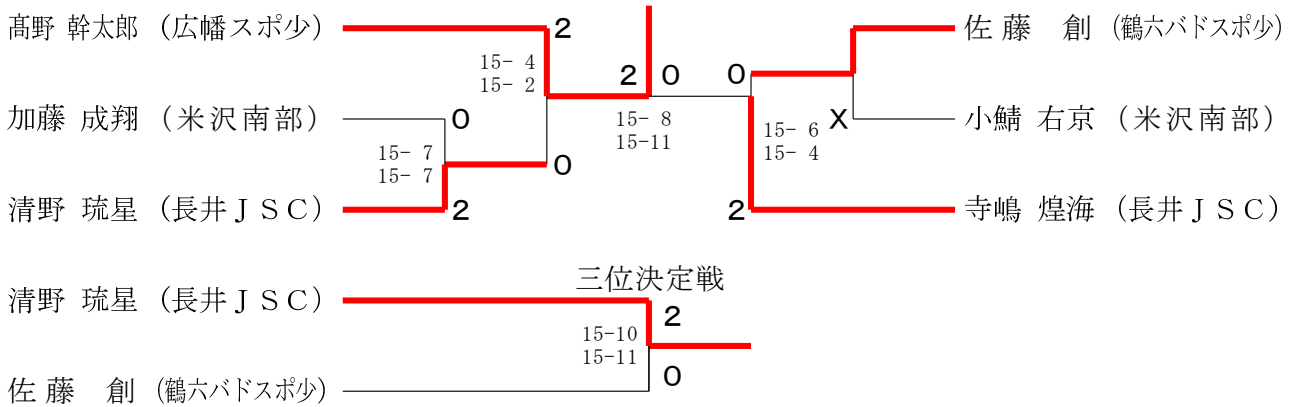 髙野 幹太郎 (広幡スポ少)
2
佐 藤 創 (鶴六バドスポ少)
15- 4
15- 2
2 0
0
加藤 成翔 (米沢南部)
0
15- 8
15-11
15- 6
15- 4
X
小鯖 右京 (米沢南部)
15- 7
15- 7
0
清野 琉星 (長井ＪＳＣ)
2
2
寺嶋 煌海 (長井ＪＳＣ)
三位決定戦
清野 琉星 (長井ＪＳＣ)
2
15-10
15-11
0
佐 藤 創 (鶴六バドスポ少)